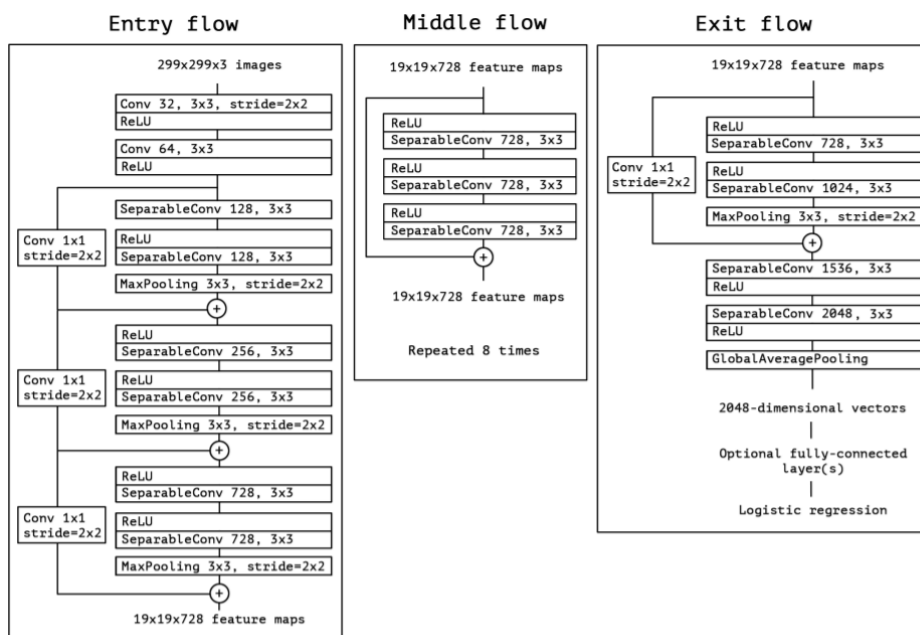 Entry flow
299x299x3 images
Conv 32, 3x3, stride=2x2
ReLU
Conv 64, 3x3
ReLU
SeparableConv 128, 3x3
Conv 1x1
stride=2x2
ReLU
SeparableConv 128, 3x3
MaxPooling 3x3, stride=2x2
+
ReLU
SeparableConv 256, 3x3
Conv 1x1
stride=2x2
ReLU
SeparableConv 256, 3x3
MaxPooling 3x3, stride=2x2
+
ReLU
SeparableConv 728, 3x3
Conv 1x1
stride=2x2
ReLU
SeparableConv 728, 3x3
MaxPooling 3x3, stride=2x2
+
19x19x728 feature maps
Middle flow
19x19x728 feature maps
ReLU
SeparableConv 728, 3x3
ReLU
SeparableConv 728, 3x3
ReLU
SeparableConv 728, 3x3
+
19x19x728 feature maps
Repeated 8 times
Exit flow
19x19x728 feature maps
ReLU
SeparableConv 728, 3x3
Conv 1x1
stride=2x2
ReLU
SeparableConv 1024, 3x3
MaxPooling 3x3, stride=2x2
+
SeparableConv 1536, 3x3
ReLU
SeparableConv 2048, 3x3
ReLU
GlobalAveragePooling
2048-dimensional vectors
Optional fully-connected
layer(s)
Logistic regression